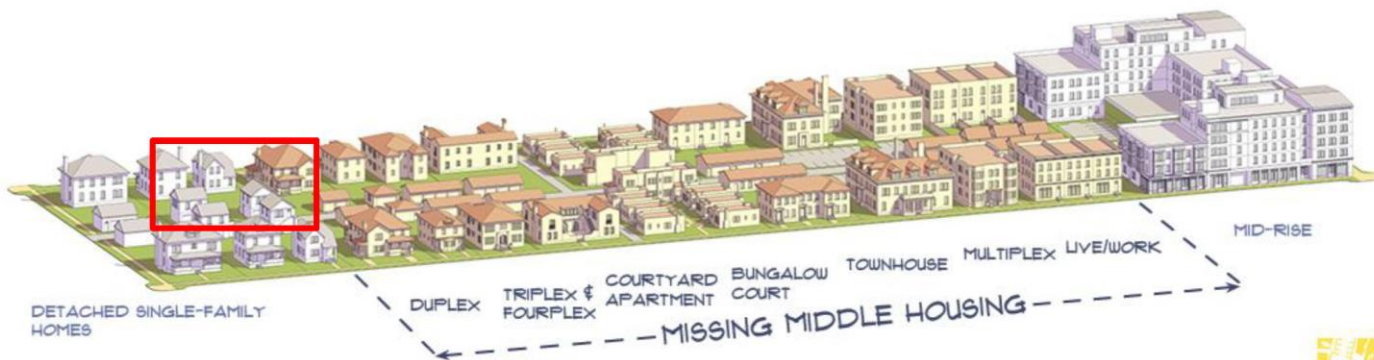 DETACHED SINGLE-FAMILY
HOMES
DUPLEX
TRIPLEX &
FOURPLEX
COURTYARD
APARTMENT
BUNGALOW
COURT
TOWNHOUSE
MULTIPLEX
LIVE/WORK
MID-RISE
MISSING MIDDLE HOUSING